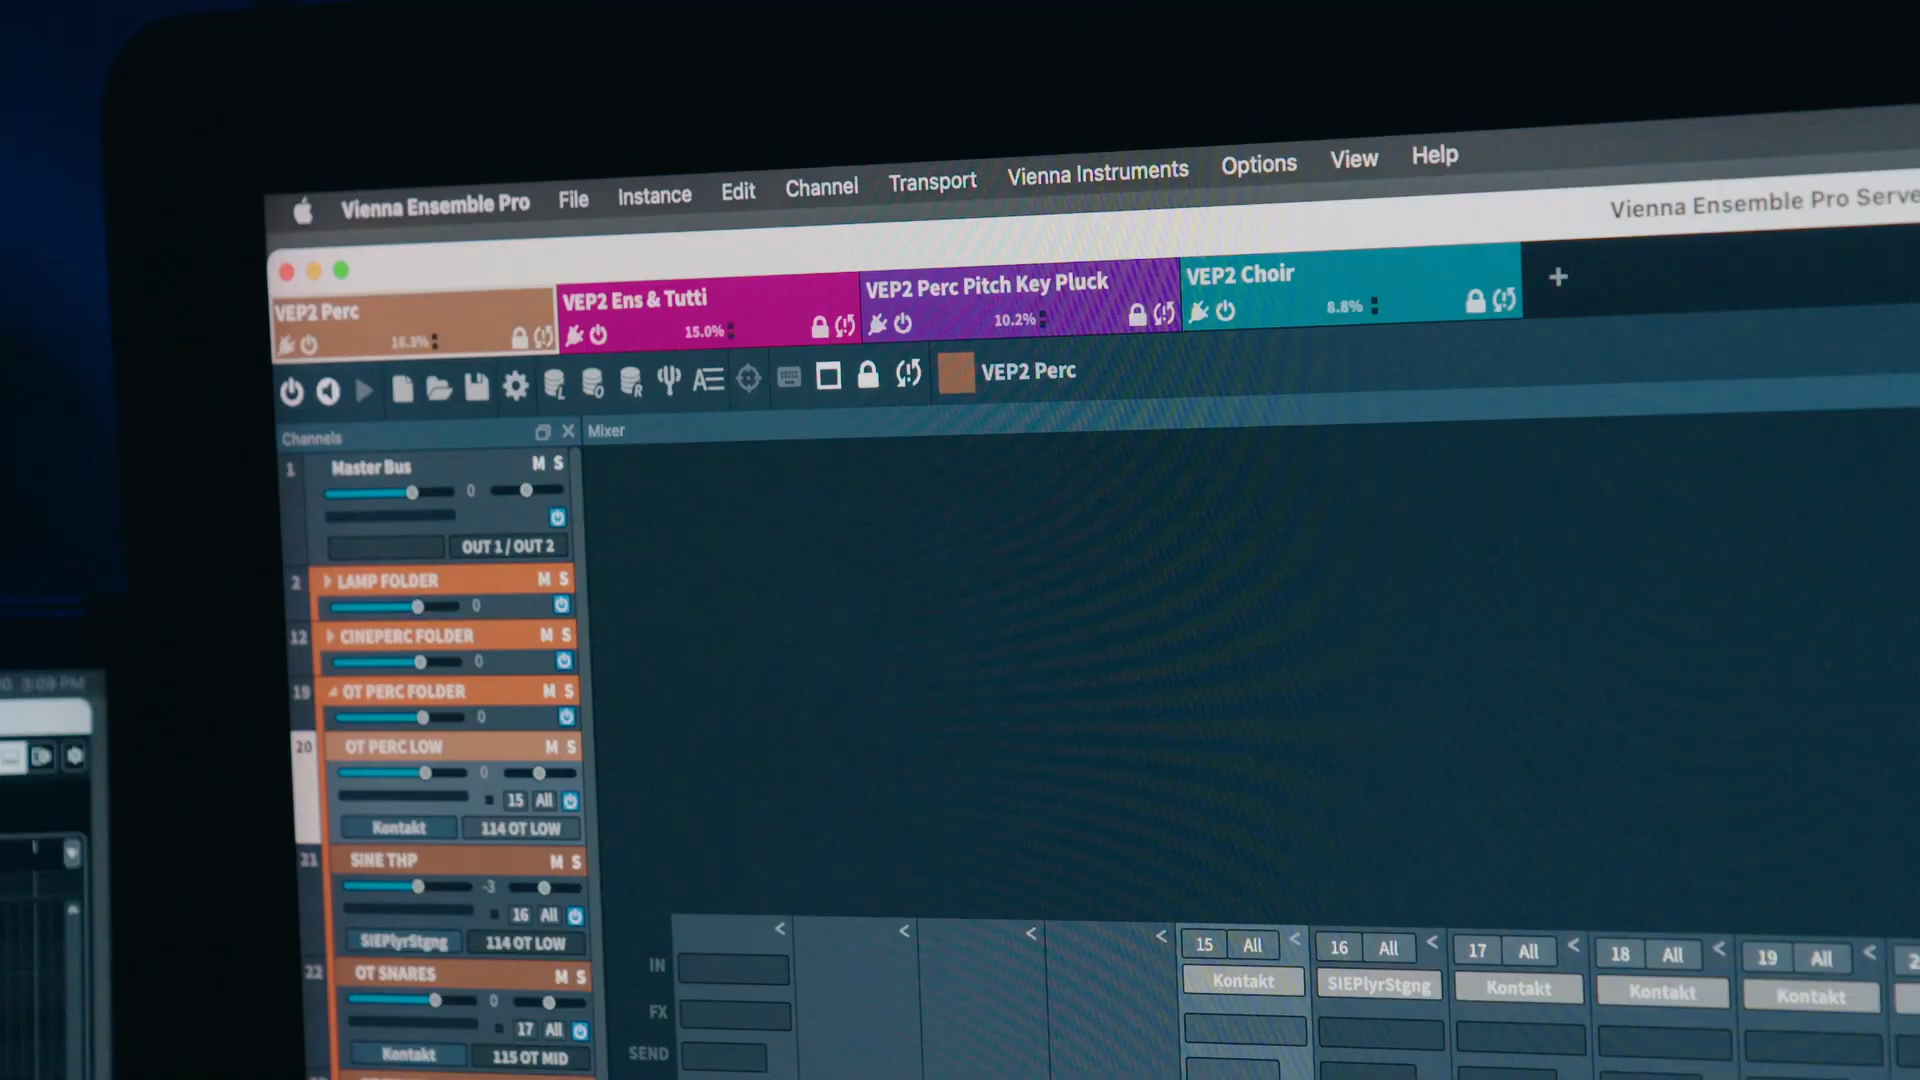 Vienna Ensemble Pro File Instance Edit Channel Transport Vienna Instruments Options View Help
Vienna Ensemble Pro Serve
VEP2 Perc
VEP2 Ens & Tutti
15.0%
VEP2 Perc Pitch Key Pluck
10.2%
VEP2 Choir
8.8%
+
L O R A VEP2 Perc
Channels
Mixer
1 Master Bus M S
0
OUT 1 / OUT 2
2 LAMP FOLDER M S
0
12 CINEPERC FOLDER M S
0
19 OT PERC FOLDER M S
0
20 OT PERC LOW M S
0
15 All
Kontakt 114 OT LOW
21 SINE THP M S
-3
16 All
SIEPlyrStgng 114 OT LOW
22 OT SNARES M S
0
17 All
Kontakt 115 OT MID
3:09 PM
IN
FX
SEND
15 All
Kontakt
16 All
SIEPlyrStgng
17 All
Kontakt
18 All
Kontakt
19 All
Kontakt